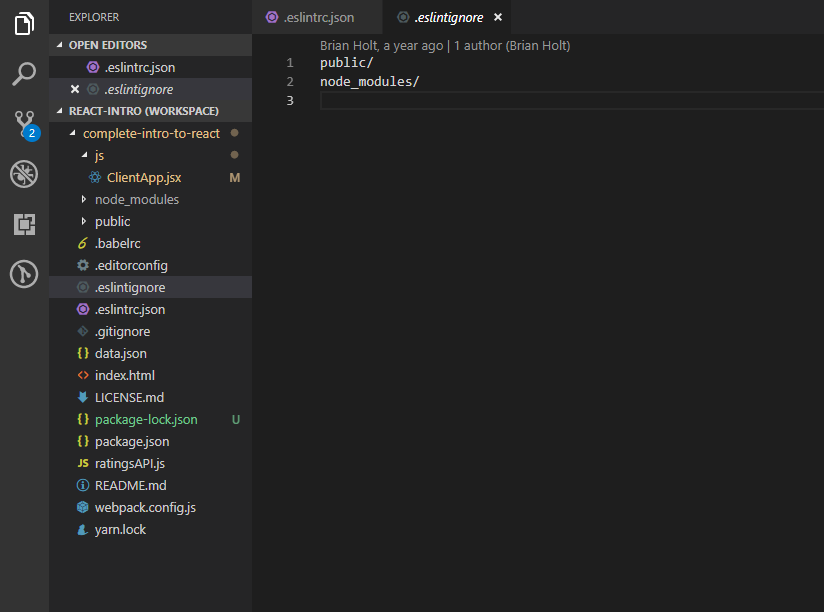 EXPLORER
OPEN EDITORS
.eslintrc.json
.eslintignore
REACT-INTRO (WORKSPACE)
complete-intro-to-react
js
ClientApp.jsx M
node_modules
public
.babelrc
.editorconfig
.eslintignore
.eslintrc.json
.gitignore
data.json
index.html
LICENSE.md
package-lock.json U
package.json
JS ratingsAPI.js
README.md
webpack.config.js
yarn.lock
2
.eslintrc.json .eslintignore
Brian Holt, a year ago | 1 author (Brian Holt)
1 public/
2 node_modules/
3